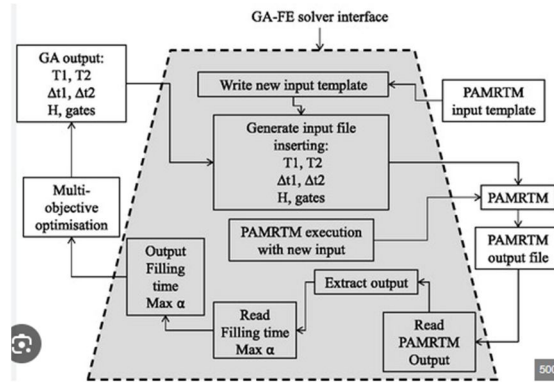 GA-FE solver interface
GA output:
T1, T2
Δt1, Δt2
H, gates
Write new input template
PAMRTM
input template
Generate input file
inserting:
T1, T2
Δt1, Δt2
H, gates
Multi-
objective
optimisation
PAMRTM
PAMRTM execution
with new input
PAMRTM
output file
Output
Filling
time
Max α
Extract output
Read
Filling time
Max α
Read
PAMRTM
Output